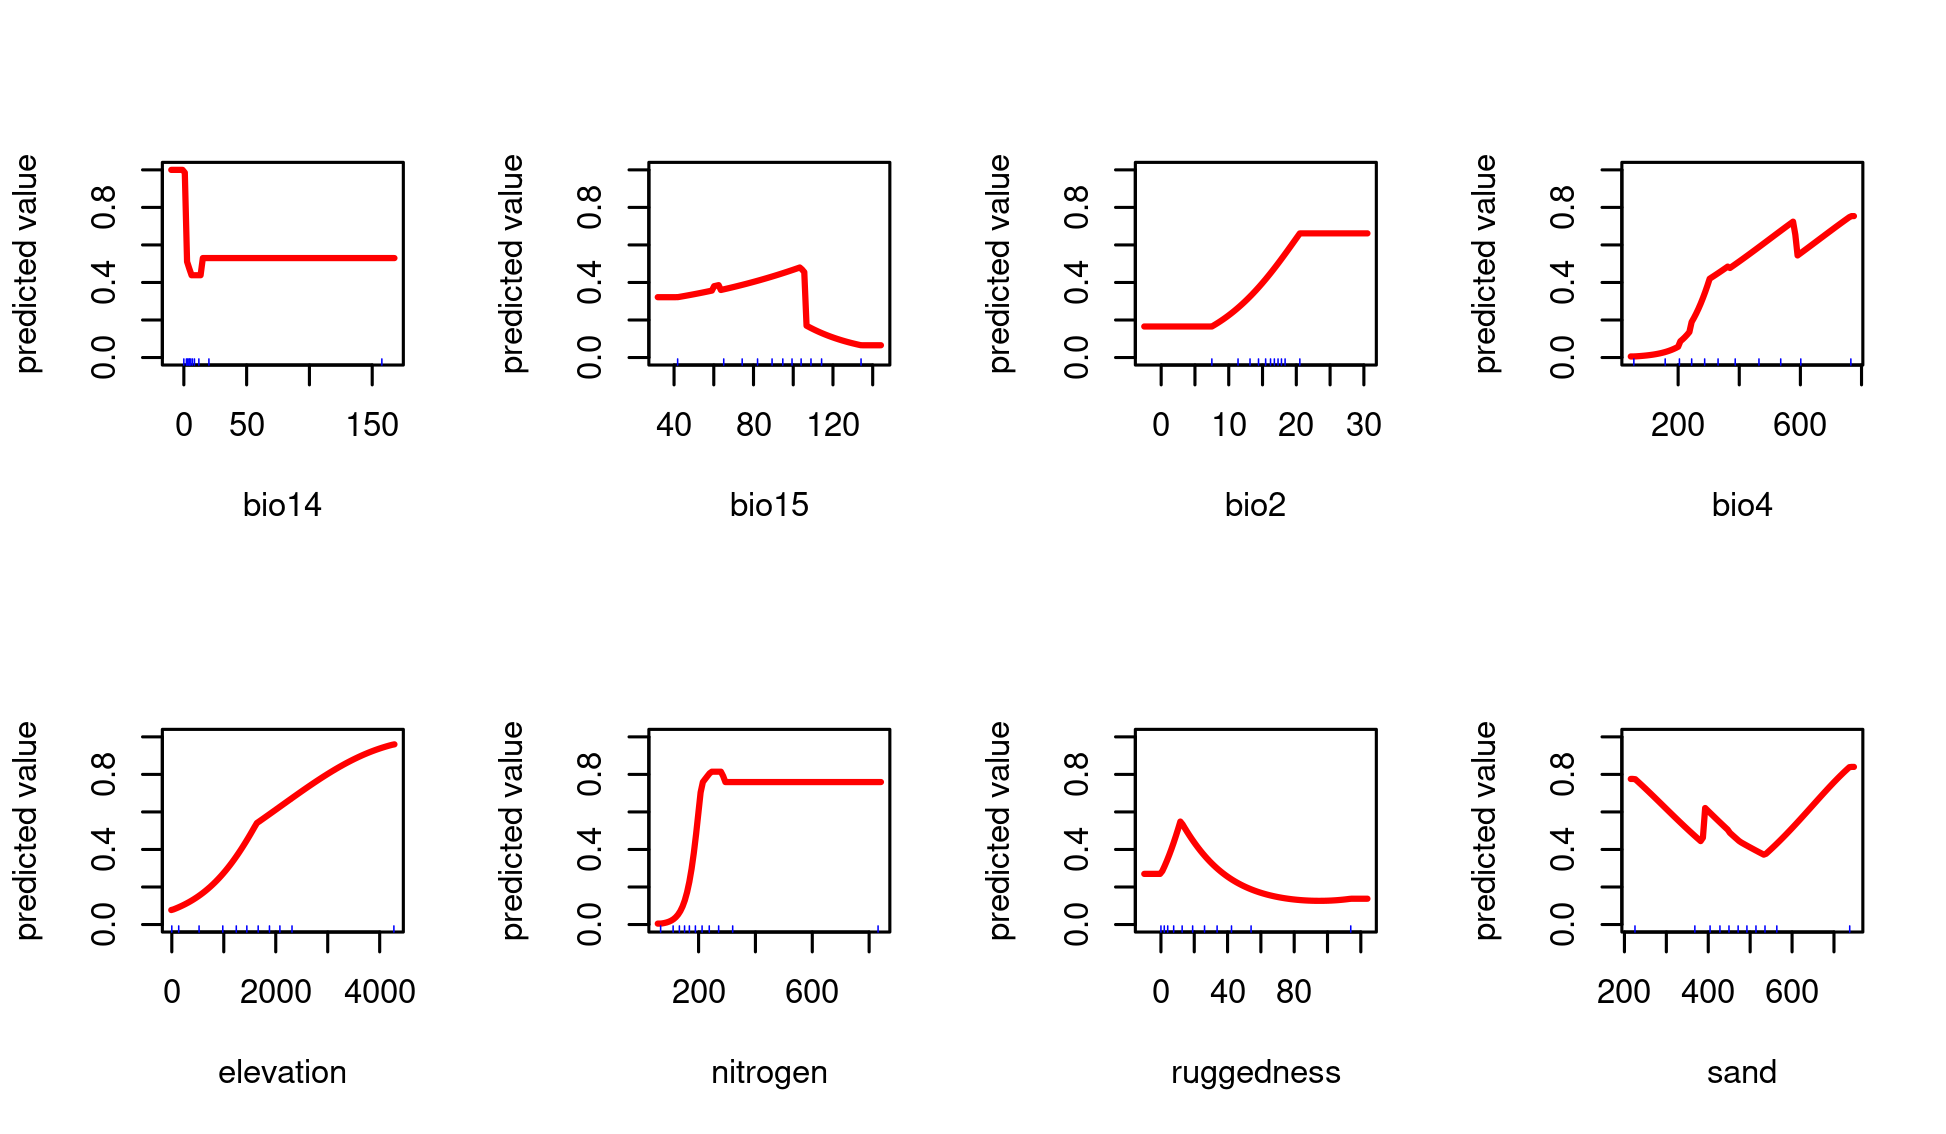 predicted value
0.0 0.4 0.8
0 50 150
bio14
predicted value
0.0 0.4 0.8
40 80 120
bio15
predicted value
0.0 0.4 0.8
0 10 20 30
bio2
predicted value
0.0 0.4 0.8
200 600
bio4
predicted value
0.0 0.4 0.8
0 2000 4000
elevation
predicted value
0.0 0.4 0.8
200 600
nitrogen
predicted value
0.0 0.4 0.8
0 40 80
ruggedness
predicted value
0.0 0.4 0.8
200 400 600
sand